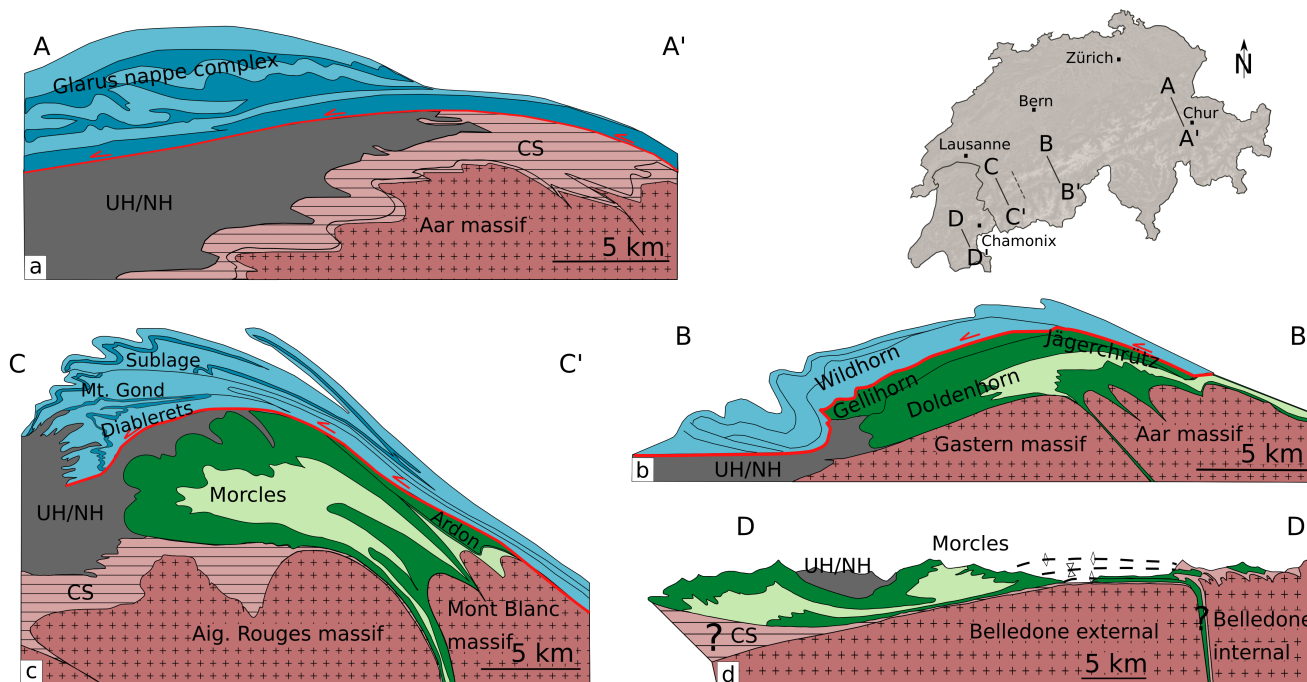 A
A'
Glarus nappe complex
CS
UH/NH
Aar massif
5 km
a
N
Zürich
A
Bern
Chur
A'
Lausanne
B
C
B'
C'
D
Chamonix
D'
B
B
Jägerchrütz
Wildhorn
Gellihorn
Doldenhorn
Gastern massif
Aar massif
5 km
UH/NH
b
C
C'
Sublage
Mt. Gond
Diablerets
Morcles
UH/NH
Ardon
CS
Mont Blanc
massif
Aig. Rouges massif
5 km
c
D
D
Morcles
UH/NH
?
CS
?
Belledone external
Belledone
internal
5 km
d